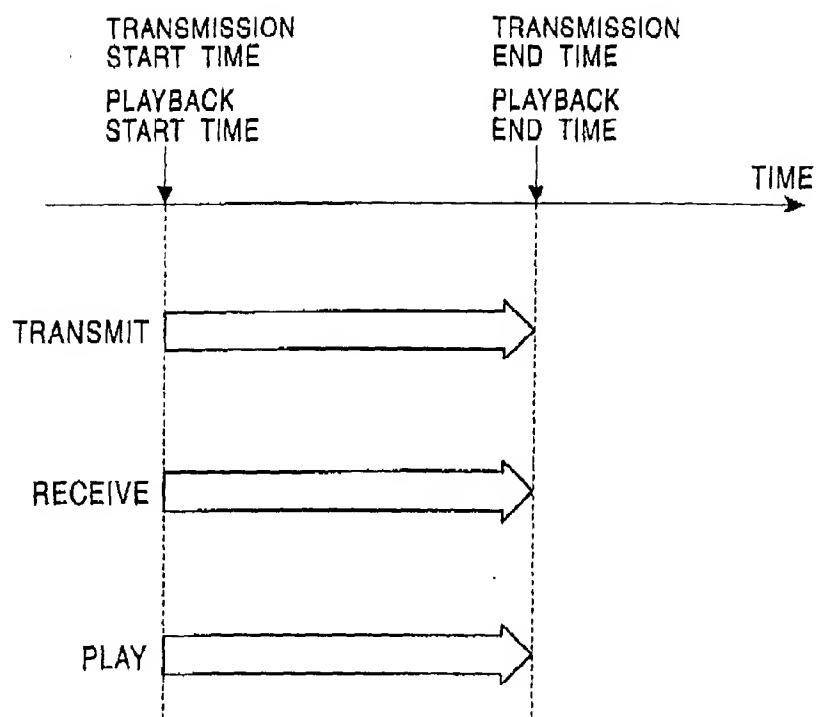 TRANSMISSION
START TIME
PLAYBACK
START TIME
TRANSMISSION
END TIME
PLAYBACK
END TIME
TIME
TRANSMIT
RECEIVE
PLAY